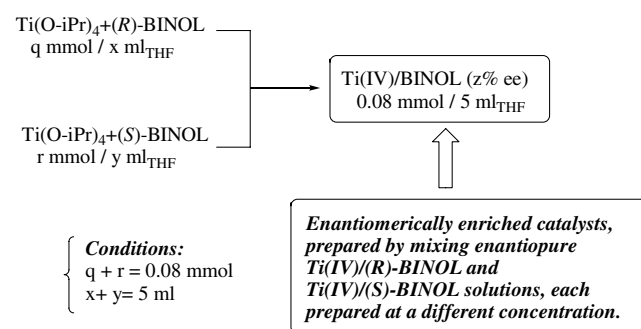 Ti(O-iPr)4+(R)-BINOL
q mmol / x mlTHF
Ti(IV)/BINOL (z% ee)
0.08 mmol / 5 mlTHF
Ti(O-iPr)4+(S)-BINOL
r mmol / y mlTHF
Conditions:
q + r = 0.08 mmol
x+ y= 5 ml
Enantiomerically enriched catalysts,
prepared by mixing enantiopure
Ti(IV)/(R)-BINOL and
Ti(IV)/(S)-BINOL solutions, each
prepared at a different concentration.